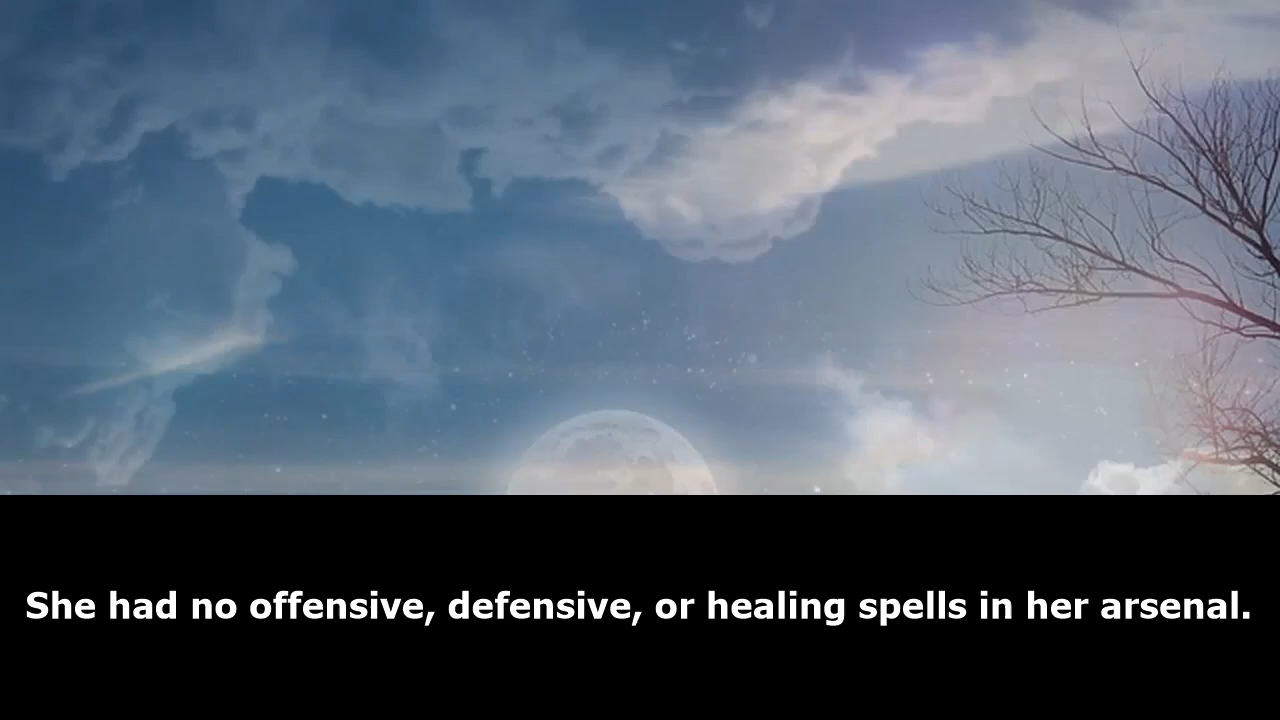 She had no offensive, defensive, or healing spells in her arsenal.